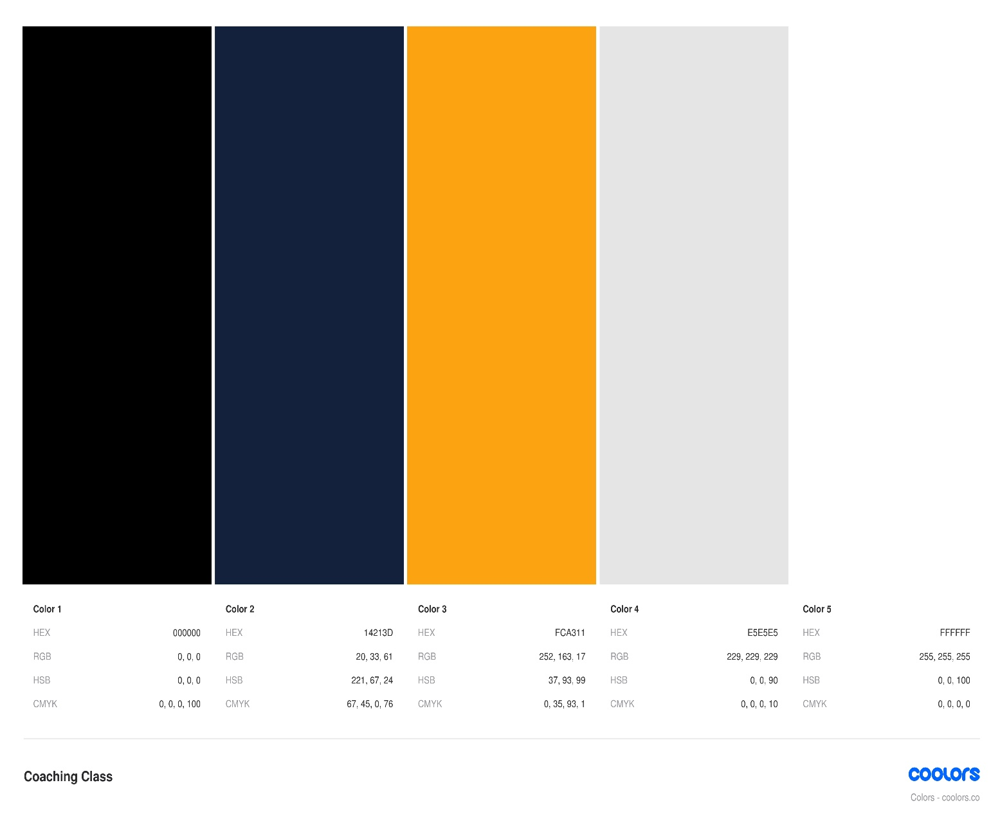 Color 1
HEX 000000
RGB 0, 0, 0
HSB 0, 0, 0
CMYK 0, 0, 0, 100
Color 2
HEX 14213D
RGB 20, 33, 61
HSB 221, 67, 24
CMYK 67, 45, 0, 76
Color 3
HEX FCA311
RGB 252, 163, 17
HSB 37, 93, 99
CMYK 0, 35, 93, 1
Color 4
HEX E5E5E5
RGB 229, 229, 229
HSB 0, 0, 90
CMYK 0, 0, 0, 10
Color 5
HEX FFFFFF
RGB 255, 255, 255
HSB 0, 0, 100
CMYK 0, 0, 0, 0
Coaching Class
coolors
Colors - coolors.co